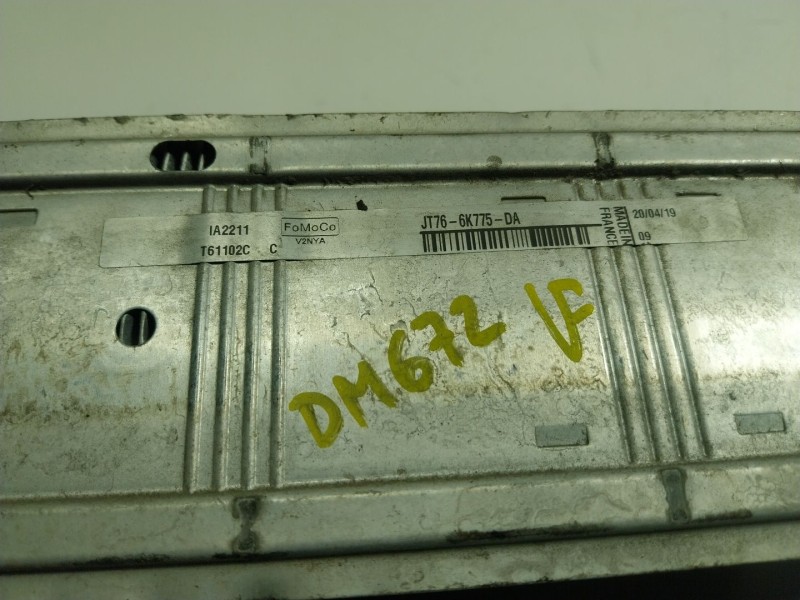 IA2211
T61102C C
FoMoCo
V2NYA
JT76-6K775-DA
MADE IN
FRANCE
20/04/19
09
DM672 VF